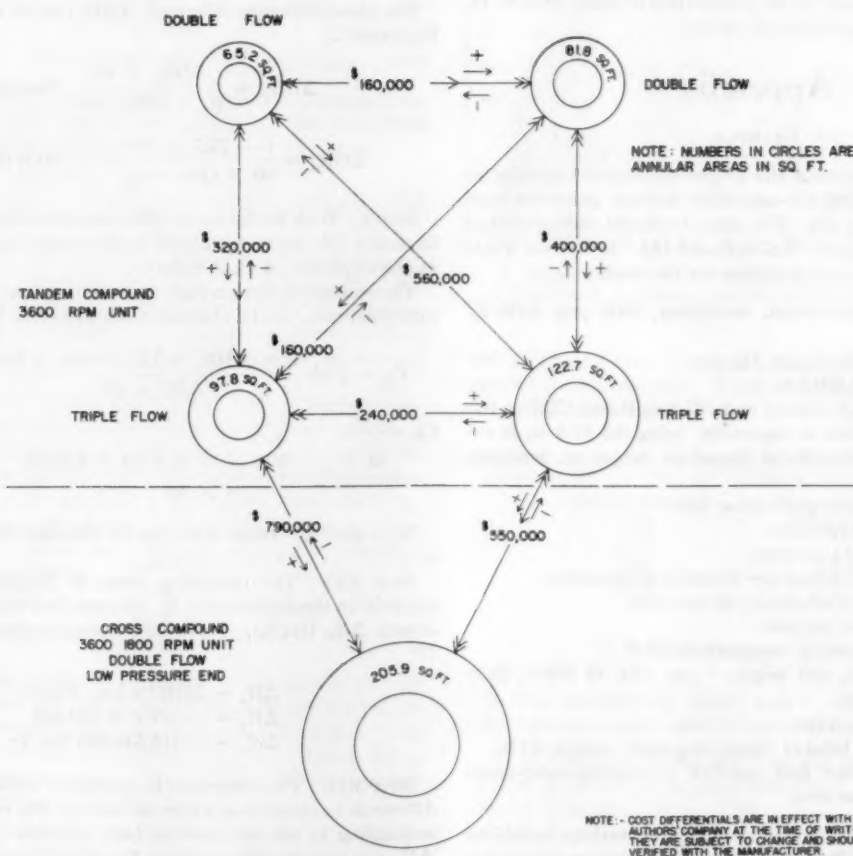 DOUBLE FLOW
65.2 SQ FT
81.8 SQ FT
$160,000
+
-
DOUBLE FLOW
NOTE: NUMBERS IN CIRCLES ARE
ANNULAR AREAS IN SQ. FT.
+
-
$320,000
- +
$560,000
$400,000
- +
TANDEM COMPOUND
3600 RPM UNIT
+
-
$160,000
97.8 SQ FT
122.7 SQ FT
TRIPLE FLOW
$240,000
+
-
TRIPLE FLOW
$790,000
+
-
$550,000
+
-
CROSS COMPOUND
3600 1800 RPM UNIT
DOUBLE FLOW
LOW PRESSURE END
205.9 SQ FT
NOTE:- COST DIFFERENTIALS ARE IN EFFECT WITH
AUTHORS' COMPANY AT THE TIME OF WRIT
THEY ARE SUBJECT TO CHANGE AND SHOU
VERIFIED WITH THE MANUFACTURER.